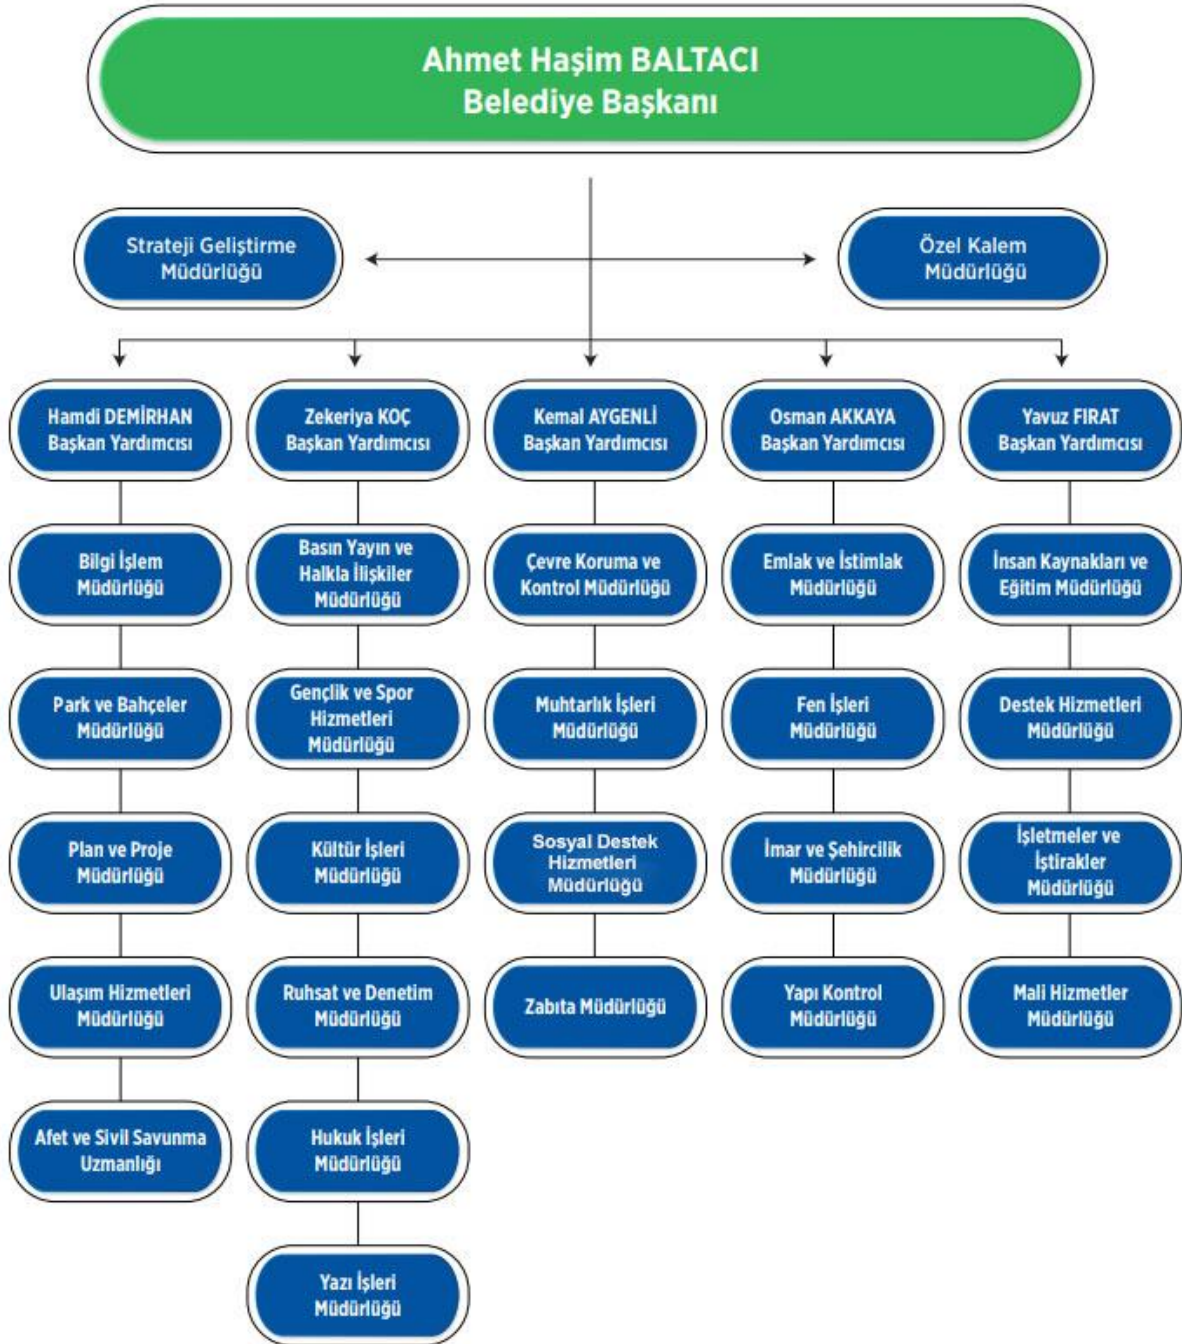 Ahmet Haşim BALTACI
Belediye Başkanı
Strateji Geliştirme
Müdürlüğü
Özel Kalem
Müdürlüğü
Hamdi DEMİRHAN
Başkan Yardımcısı
Zekeriya KOÇ
Başkan Yardımcısı
Kemal AYGENLİ
Başkan Yardımcısı
Osman AKKAYA
Başkan Yardımcısı
Yavuz FIRAT
Başkan Yardımcısı
Bilgi İşlem
Müdürlüğü
Basın Yayın ve
Halkla İlişkiler
Müdürlüğü
Çevre Koruma ve
Kontrol Müdürlüğü
Emlak ve İstimlak
Müdürlüğü
İnsan Kaynakları ve
Eğitim Müdürlüğü
Park ve Bahçeler
Müdürlüğü
Gençlik ve Spor
Hizmetleri
Müdürlüğü
Muhtarlık İşleri
Müdürlüğü
Fen İşleri
Müdürlüğü
Destek Hizmetleri
Müdürlüğü
Plan ve Proje
Müdürlüğü
Kültür İşleri
Müdürlüğü
Sosyal Destek
Hizmetleri
Müdürlüğü
İmar ve Şehircilik
Müdürlüğü
İşletmeler ve
İştirakler
Müdürlüğü
Ulaşım Hizmetleri
Müdürlüğü
Ruhsat ve Denetim
Müdürlüğü
Zabıta Müdürlüğü
Yapı Kontrol
Müdürlüğü
Mali Hizmetler
Müdürlüğü
Afet ve Sivil Savunma
Uzmanlığı
Hukuk İşleri
Müdürlüğü
Yazı İşleri
Müdürlüğü